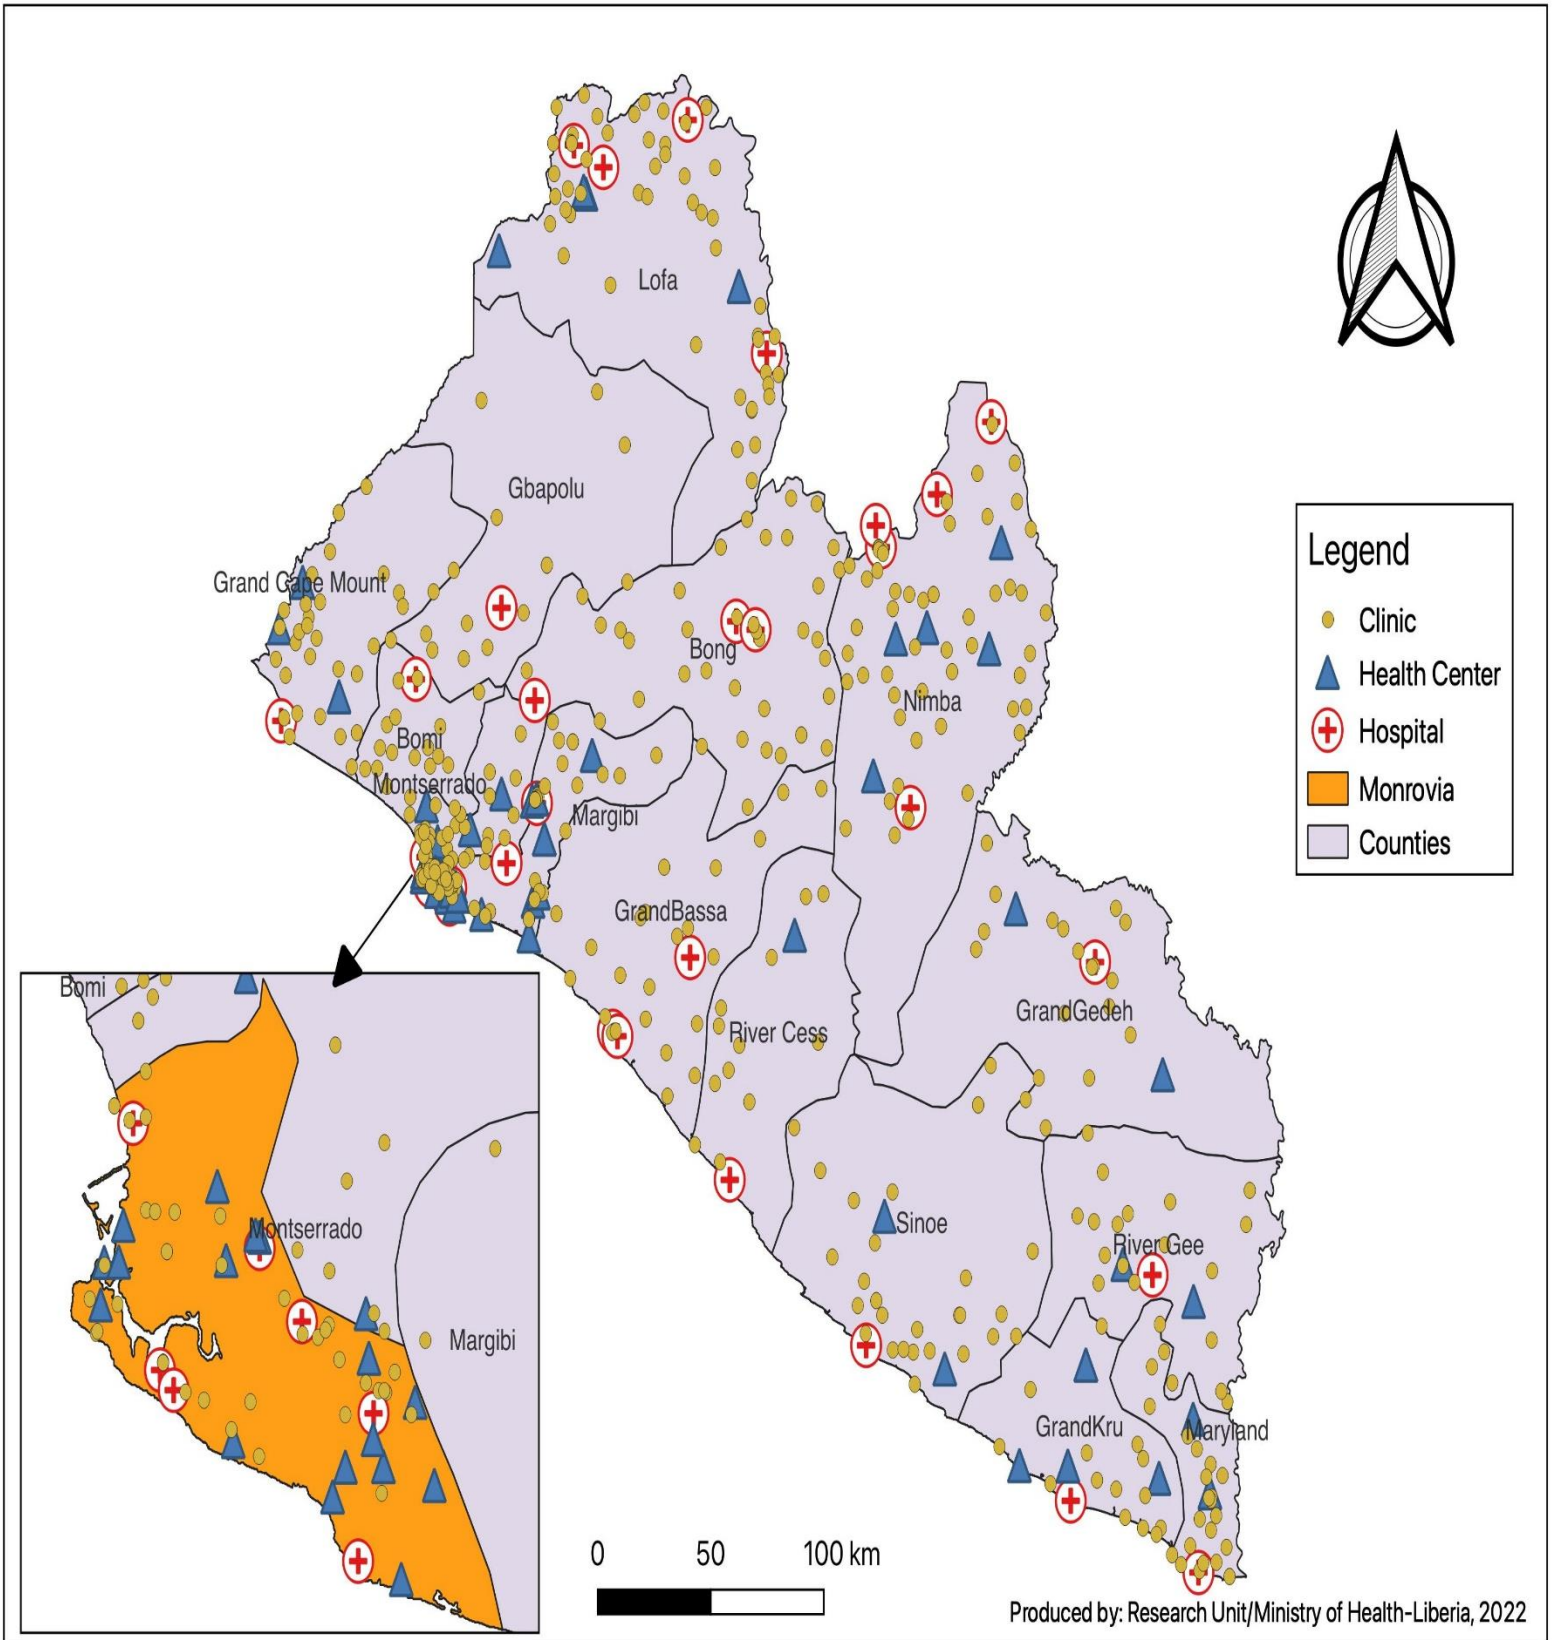 Lofa
Gbapolu
Grand Cape Mount
Bong
Nimba
Bomi
Montserrado
Margibi
GrandBassa
River Cess
GrandGedeh
Sinoe
River Gee
GrandKru
Maryland
Legend
Clinic
Health Center
Hospital
Monrovia
Counties
Bomi
Montserrado
Margibi
0 50 100 km
Produced by: Research Unit/Ministry of Health-Liberia, 2022